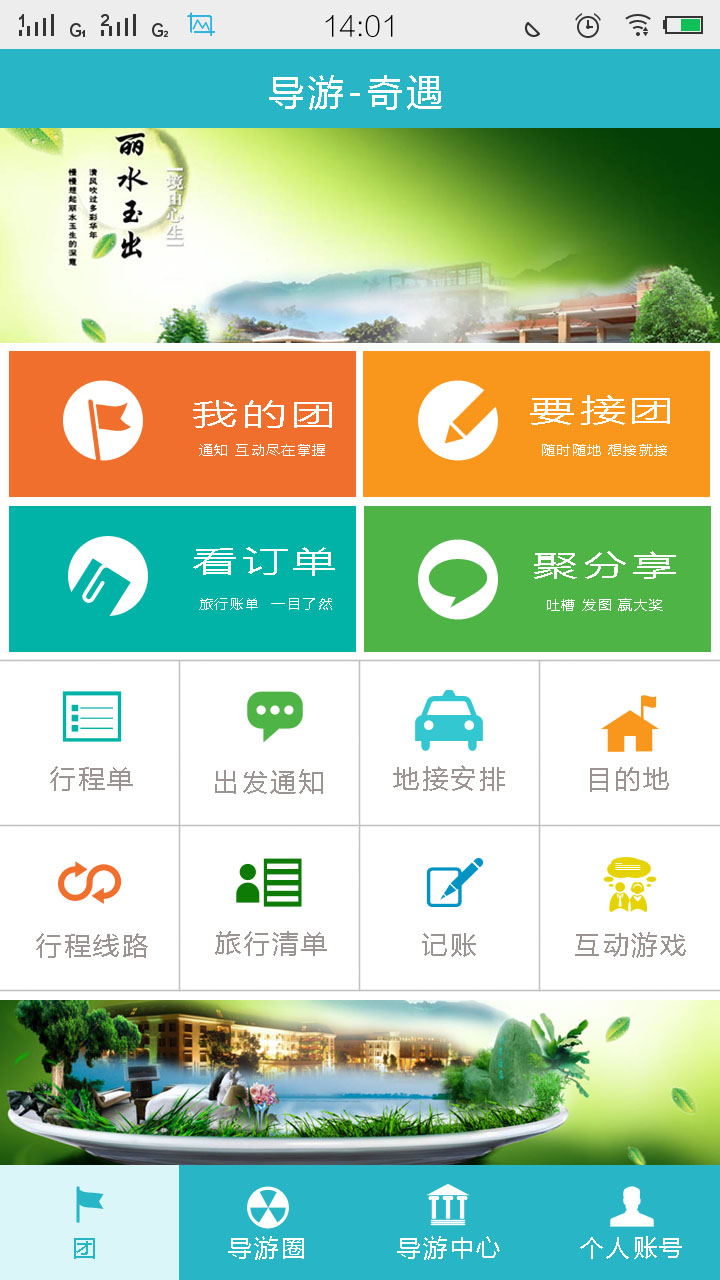 1 G1 2 G2 14:01
导游-奇遇
丽水玉出
境由心生
清风吹过多彩华年
慢慢想起丽水玉生的深意
我的团
通知 互动尽在掌握
要接团
随时随地 想接就接
看订单
旅行账单 一目了然
聚分享
吐槽 发图 赢大奖
行程单
出发通知
地接安排
目的地
行程线路
旅行清单
记账
互动游戏
团
导游圈
导游中心
个人账号